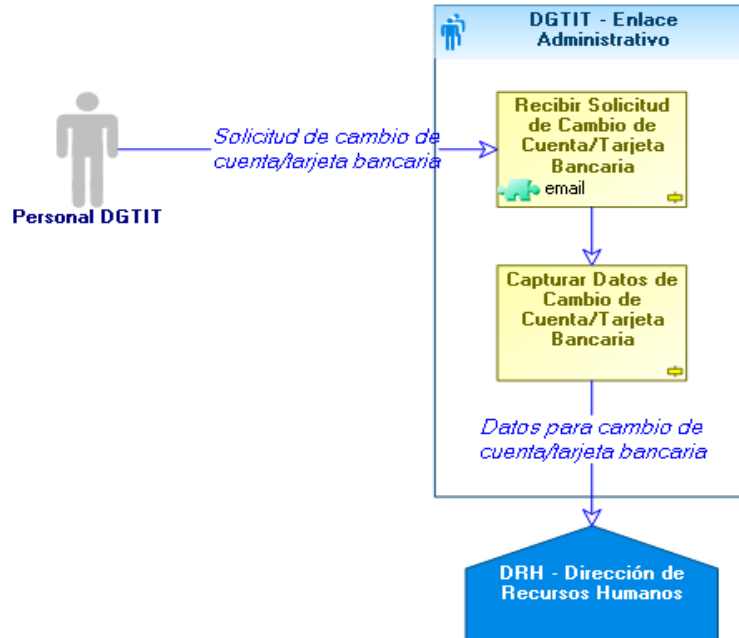 DGTIT - Enlace
Administrativo
Recibir Solicitud
de Cambio de
Cuenta/Tarjeta
Bancaria
email
Solicitud de cambio de
cuenta/tarjeta bancaria
Personal DGTIT
Capturar Datos de
Cambio de
Cuenta/Tarjeta
Bancaria
Datos para cambio de
cuenta/tarjeta bancaria
DRH - Dirección de
Recursos Humanos